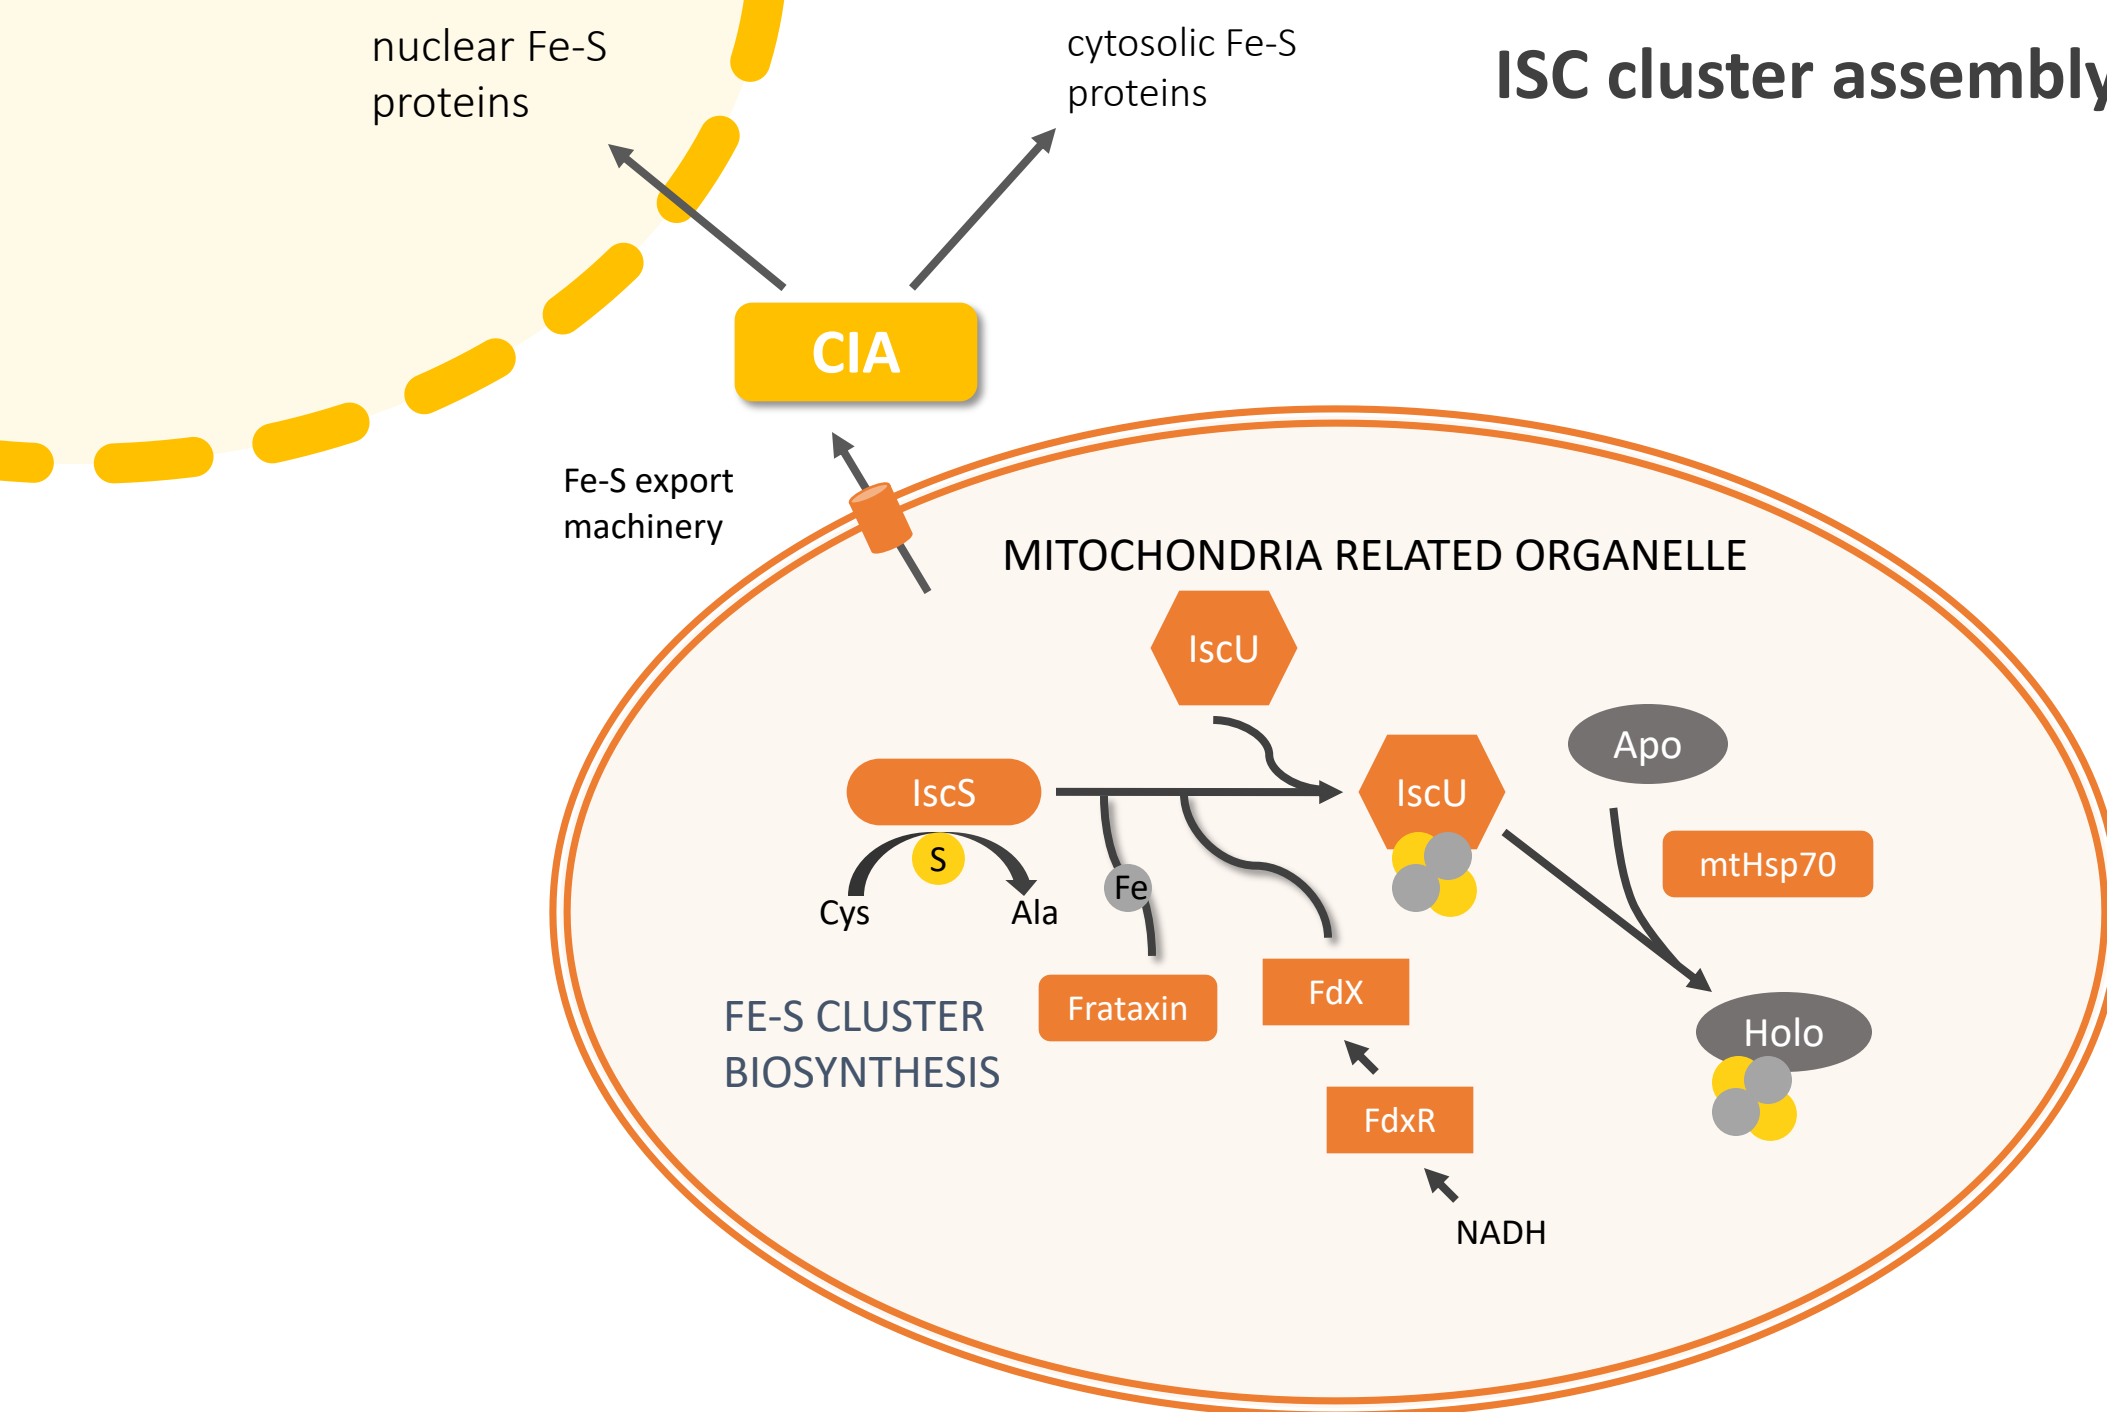 nuclear Fe-S
proteins
cytosolic Fe-S
proteins
ISC cluster assembly
CIA
Fe-S export
machinery
MITOCHONDRIA RELATED ORGANELLE
IscU
Apo
IscS
IscU
S
mtHsp70
Fe
Cys
Ala
FdX
Frataxin
FE-S CLUSTER
BIOSYNTHESIS
Holo
FdxR
NADH